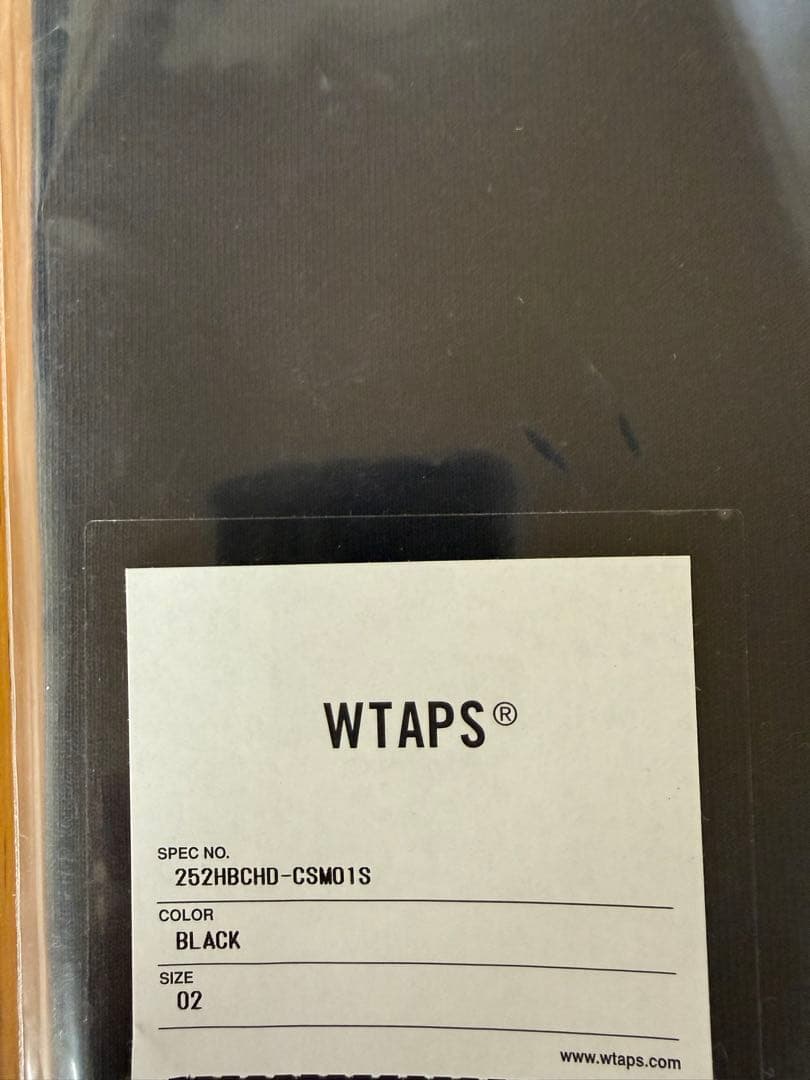 WTAPS®
SPEC NO.
252HBCHD-CSM01S
COLOR
BLACK
SIZE
02
www.wtaps.com